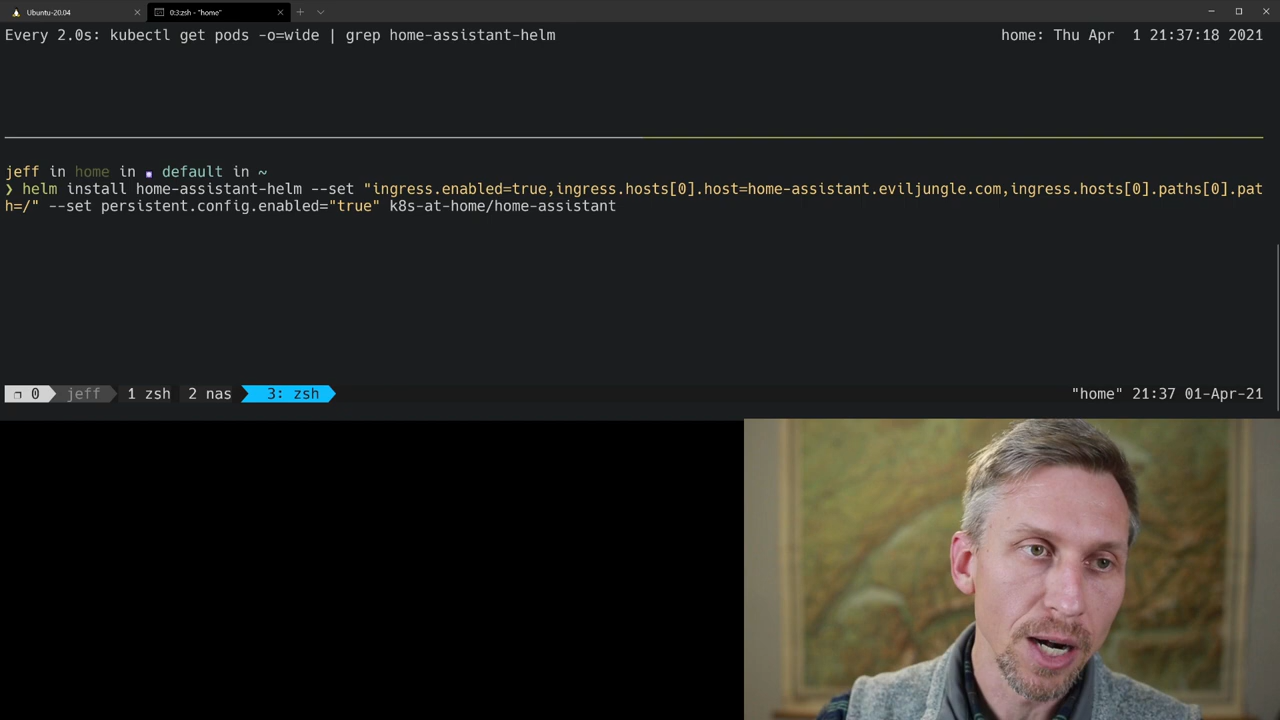 Ubuntu-20.04
0:3:zsh - "home"
Every 2.0s: kubectl get pods -o=wide | grep home-assistant-helm home: Thu Apr 1 21:37:18 2021
jeff in home in default in ~
❯ helm install home-assistant-helm --set "ingress.enabled=true,ingress.hosts[0].host=home-assistant.eviljungle.com,ingress.hosts[0].paths[0].pat
h=/" --set persistent.config.enabled="true" k8s-at-home/home-assistant
0 jeff 1 zsh 2 nas 3: zsh "home" 21:37 01-Apr-21